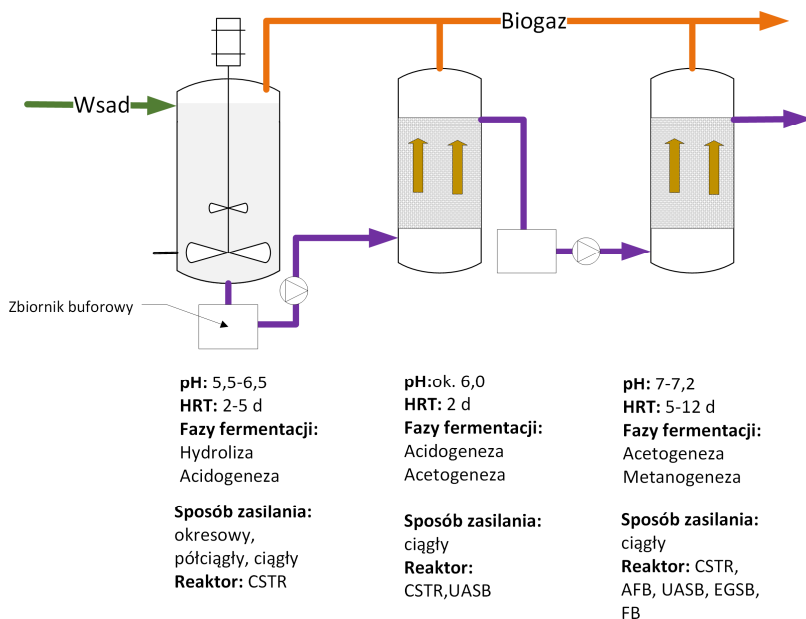 Biogaz
Wsad
Zbiornik buforowy
pH: 5,5-6,5
HRT: 2-5 d
Fazy fermentacji:
Hydroliza
Acidogeneza
Sposób zasilania:
okresowy,
półciągły, ciągły
Reaktor: CSTR
pH:ok. 6,0
HRT: 2 d
Fazy fermentacji:
Acidogeneza
Acetogeneza
Sposób zasilania:
ciągły
Reaktor:
CSTR,UASB
pH: 7-7,2
HRT: 5-12 d
Fazy fermentacji:
Acetogeneza
Metanogeneza
Sposób zasilania:
ciągły
Reaktor: CSTR,
AFB, UASB, EGSB,
FB